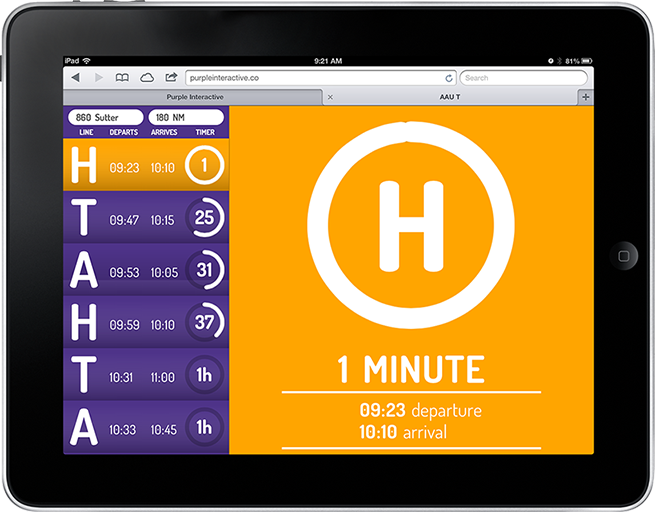 iPad 9:21 AM 81%
purpleinteractive.co Search
Purple Interactive AAU T
860 Sutter 180 NM
LINE DEPARTS ARRIVES TIMER
H 09:23 10:10 1
T 09:47 10:15 25
A 09:53 10:05 31
H 09:59 10:10 37
T 10:31 11:00 1h
A 10:33 10:45 1h
H
1 MINUTE
09:23 departure
10:10 arrival